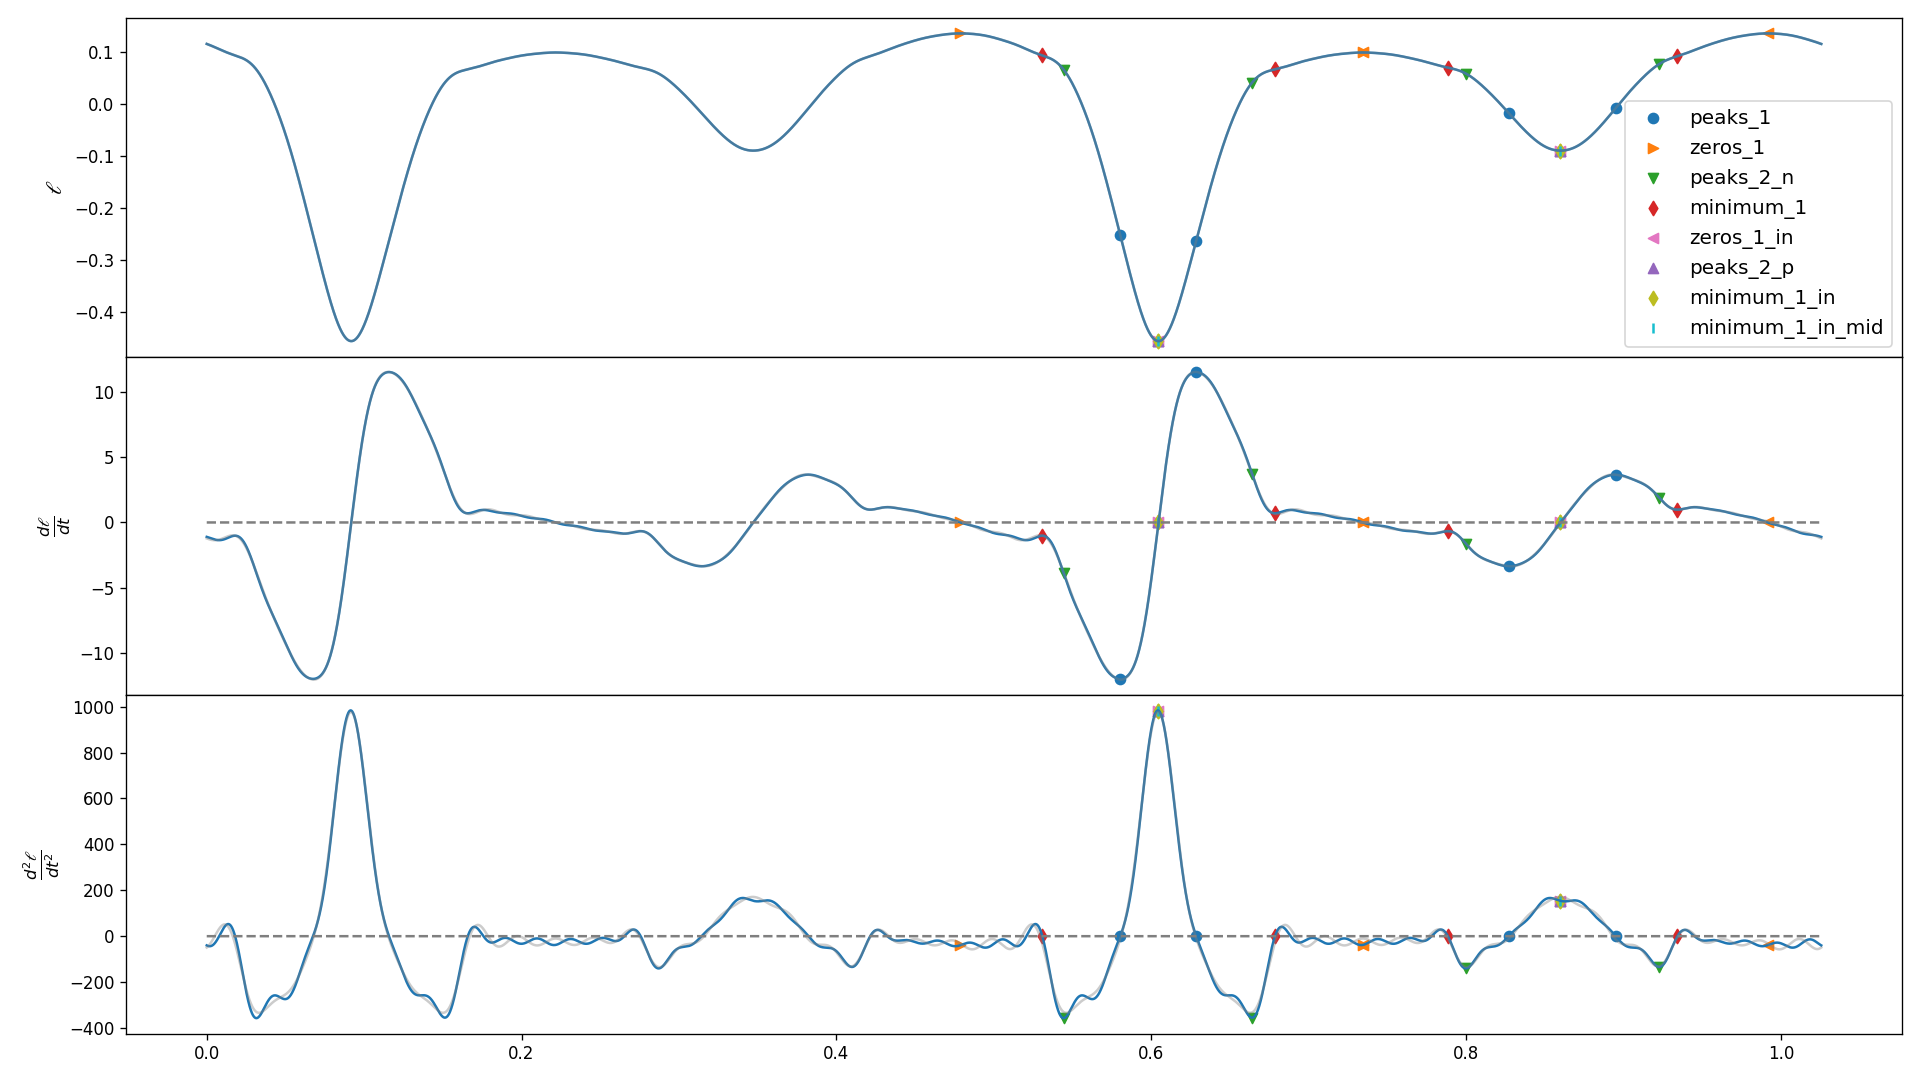 0.1
0.0
−0.1
−0.2
−0.3
−0.4
ℓ
peaks_1
zeros_1
peaks_2_n
minimum_1
zeros_1_in
peaks_2_p
minimum_1_in
minimum_1_in_mid
10
5
0
−5
−10
dℓ
dt
1000
800
600
400
200
0
−200
−400
d²ℓ
dt²
0.0 0.2 0.4 0.6 0.8 1.0